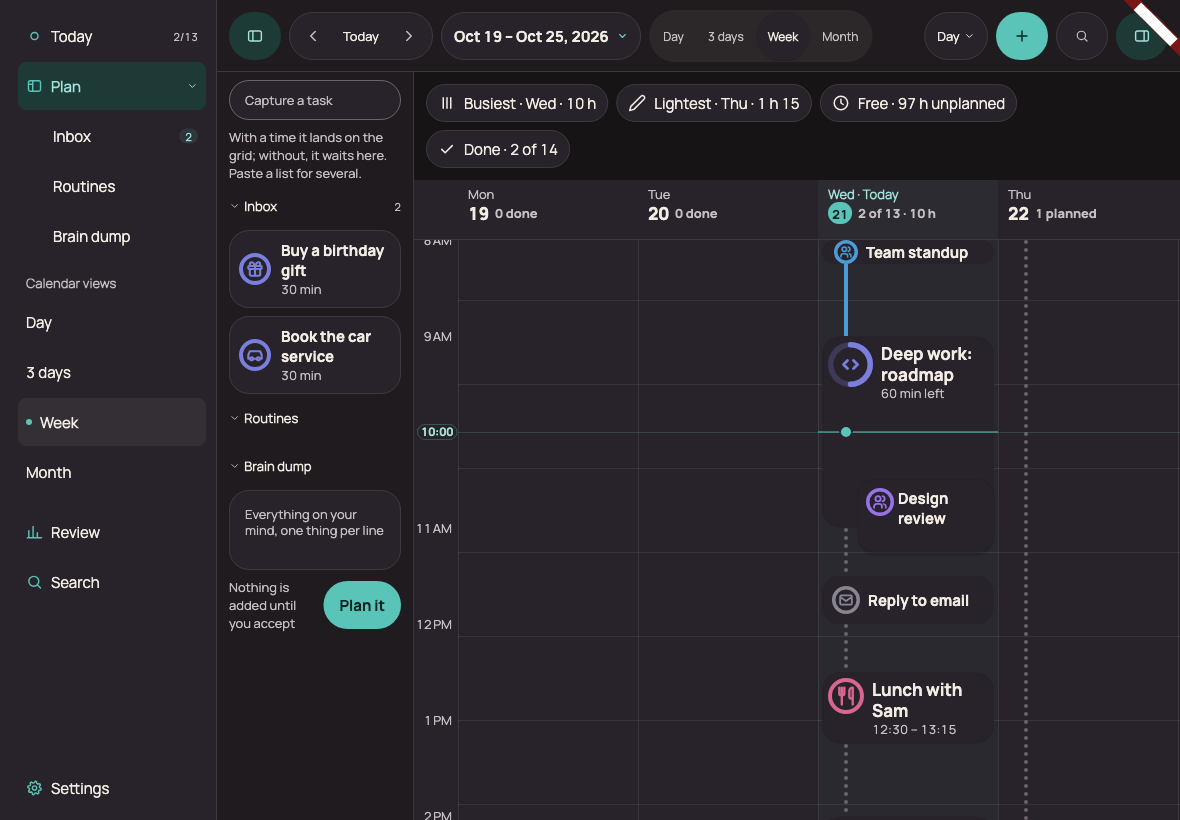 Today 2/13
Plan
Inbox 2
Routines
Brain dump
Calendar views
Day
3 days
Week
Month
Review
Search
Settings
Today
Oct 19 – Oct 25, 2026
Day 3 days Week Month
Day
Capture a task
With a time it lands on the
grid; without, it waits here.
Paste a list for several.
Inbox 2
Buy a birthday
gift
30 min
Book the car
service
30 min
Routines
Brain dump
Everything on your
mind, one thing per line
Nothing is
added until
you accept
Plan it
Busiest · Wed · 10 h
Lightest · Thu · 1 h 15
Free · 97 h unplanned
Done · 2 of 14
Mon
19 0 done
Tue
20 0 done
Wed · Today
21 2 of 13 · 10 h
Thu
22 1 planned
8 AM
Team standup
9 AM
Deep work:
roadmap
60 min left
10:00
Design
review
11 AM
Reply to email
12 PM
Lunch with
Sam
12:30 – 13:15
1 PM
2 PM